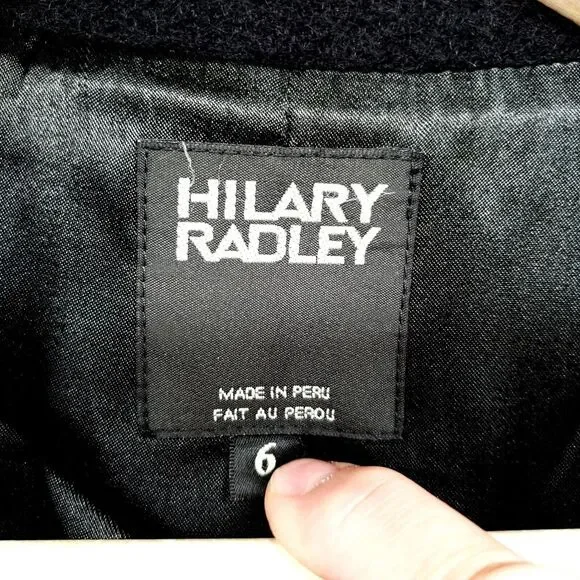 HILARY
RADLEY
MADE IN PERU
FAIT AU PEROU
6